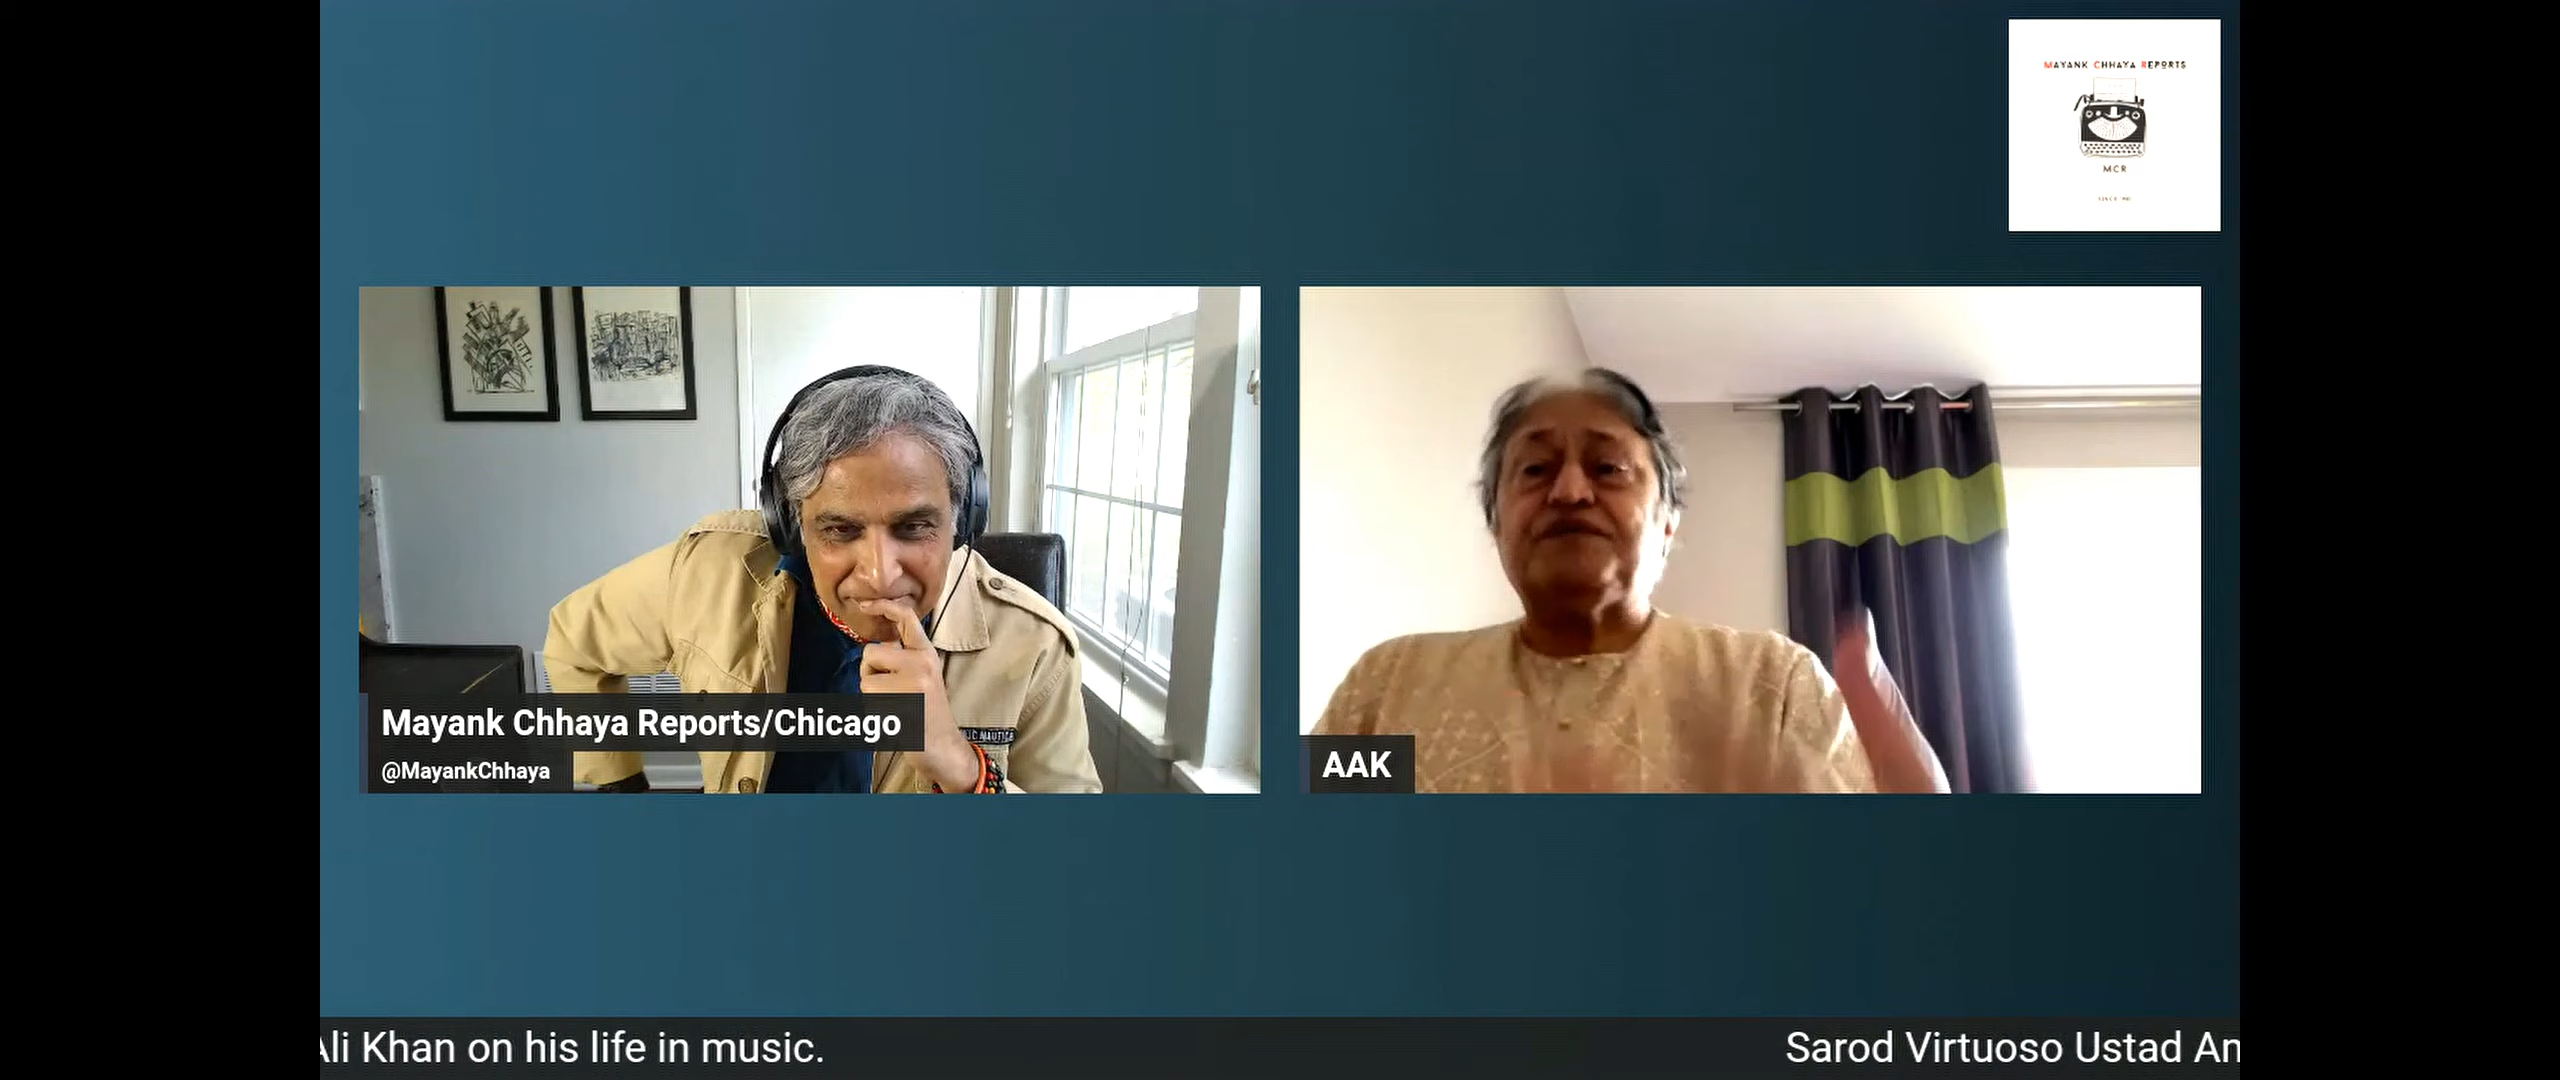 MAYANK CHHAYA REPORTS
MCR
Mayank Chhaya Reports/Chicago
@MayankChhaya
AAK
Ali Khan on his life in music.
Sarod Virtuoso Ustad Am